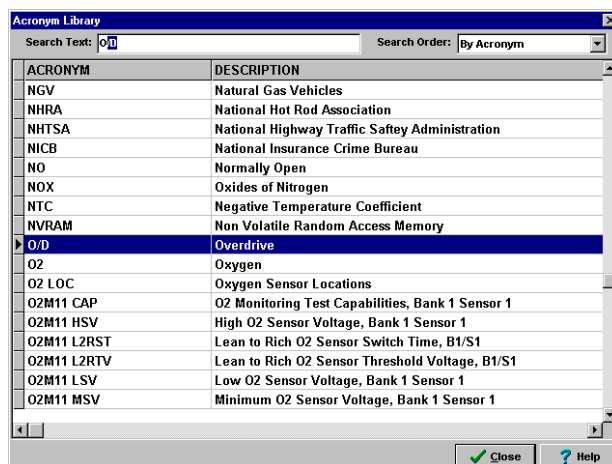 Acronym Library
Search Text: O/D Search Order: By Acronym
ACRONYM DESCRIPTION
NGV Natural Gas Vehicles
NHRA National Hot Rod Association
NHTSA National Highway Traffic Saftey Administration
NICB National Insurance Crime Bureau
NO Normally Open
NOX Oxides of Nitrogen
NTC Negative Temperature Coefficient
NVRAM Non Volatile Random Access Memory
O/D Overdrive
O2 Oxygen
O2 LOC Oxygen Sensor Locations
O2M11 CAP O2 Monitoring Test Capabilities, Bank 1 Sensor 1
O2M11 HSV High O2 Sensor Voltage, Bank 1 Sensor 1
O2M11 L2RST Lean to Rich O2 Sensor Switch Time, B1/S1
O2M11 L2RTV Lean to Rich O2 Sensor Threshold Voltage, B1/S1
O2M11 LSV Low O2 Sensor Voltage, Bank 1 Sensor 1
O2M11 MSV Minimum O2 Sensor Voltage, Bank 1 Sensor 1
Close ? Help